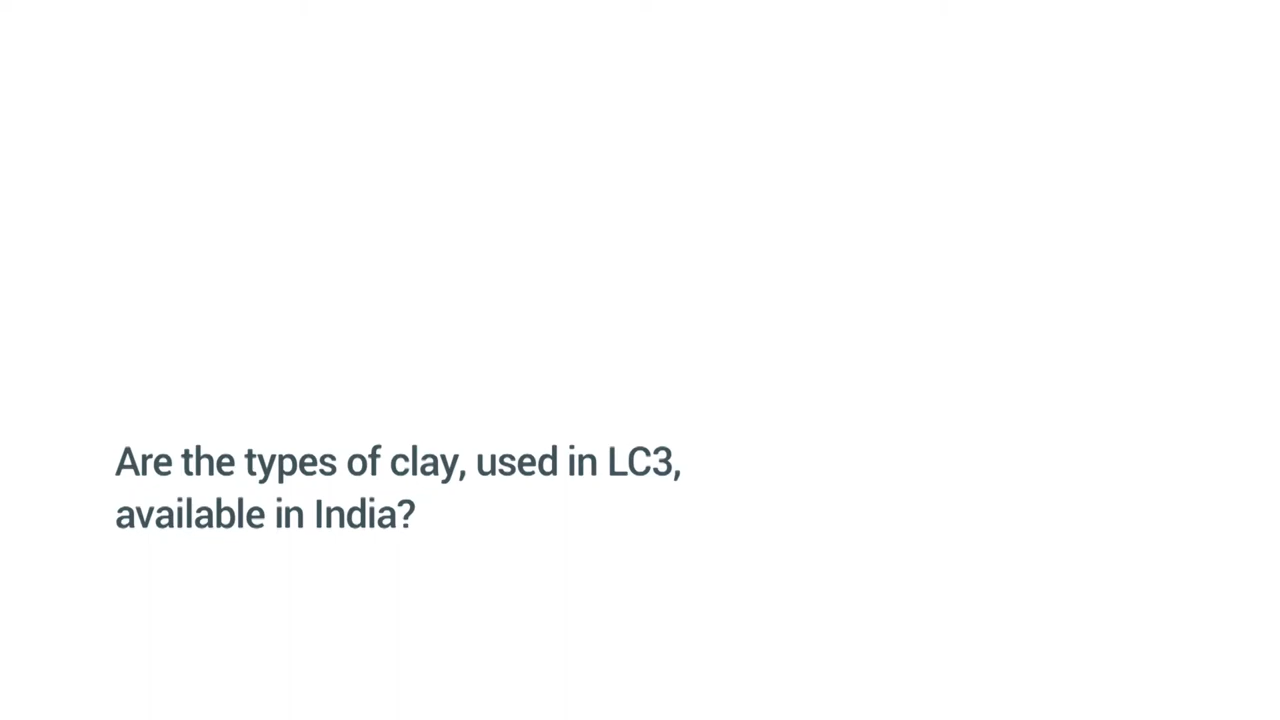 Are the types of clay, used in LC3,
available in India?